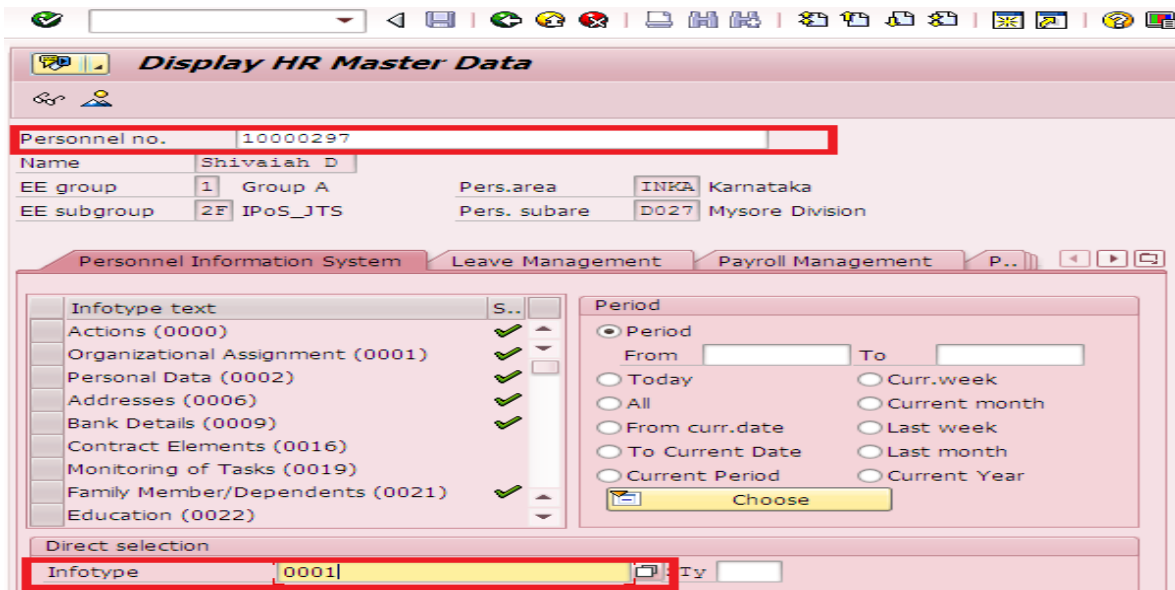 Display HR Master Data
Personnel no. 10000297
Name Shivaiah D
EE group 1 Group A Pers.area INKA Karnataka
EE subgroup 2F IPoS_JTS Pers. subare D027 Mysore Division
Personnel Information System Leave Management Payroll Management P..
Infotype text S..
Actions (0000)
Organizational Assignment (0001)
Personal Data (0002)
Addresses (0006)
Bank Details (0009)
Contract Elements (0016)
Monitoring of Tasks (0019)
Family Member/Dependents (0021)
Education (0022)
Period
Period
From To
Today Curr.week
All Current month
From curr.date Last week
To Current Date Last month
Current Period Current Year
Choose
Direct selection
Infotype 0001 Ty